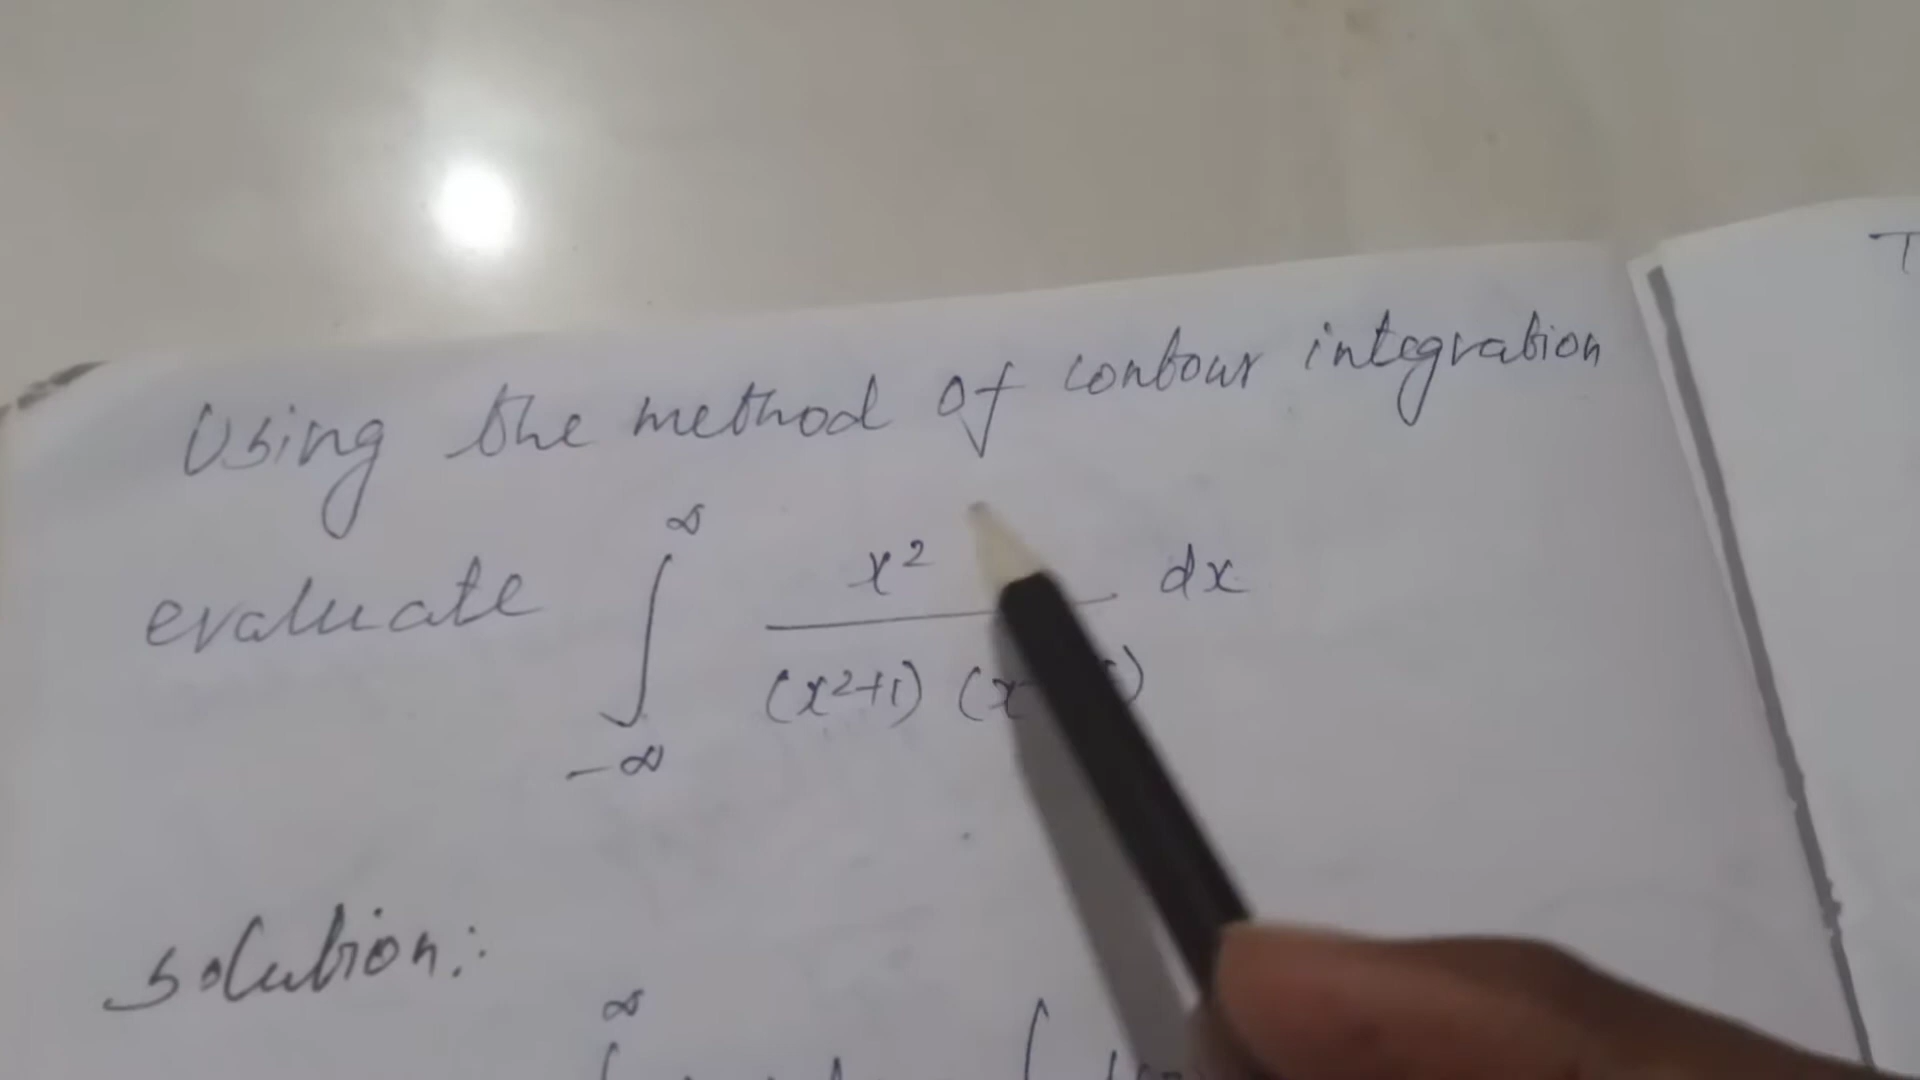 Using the method of contour integration
evaluate ∫_{-∞}^{∞} x² / (x²+1) (x ) dx
Solution:
∞
T